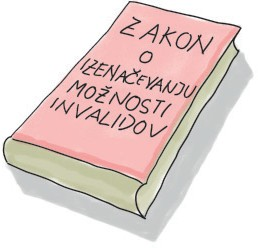 ZAKON
O
IZENAČEVANJU
MOŽNOSTI
INVALIDOV